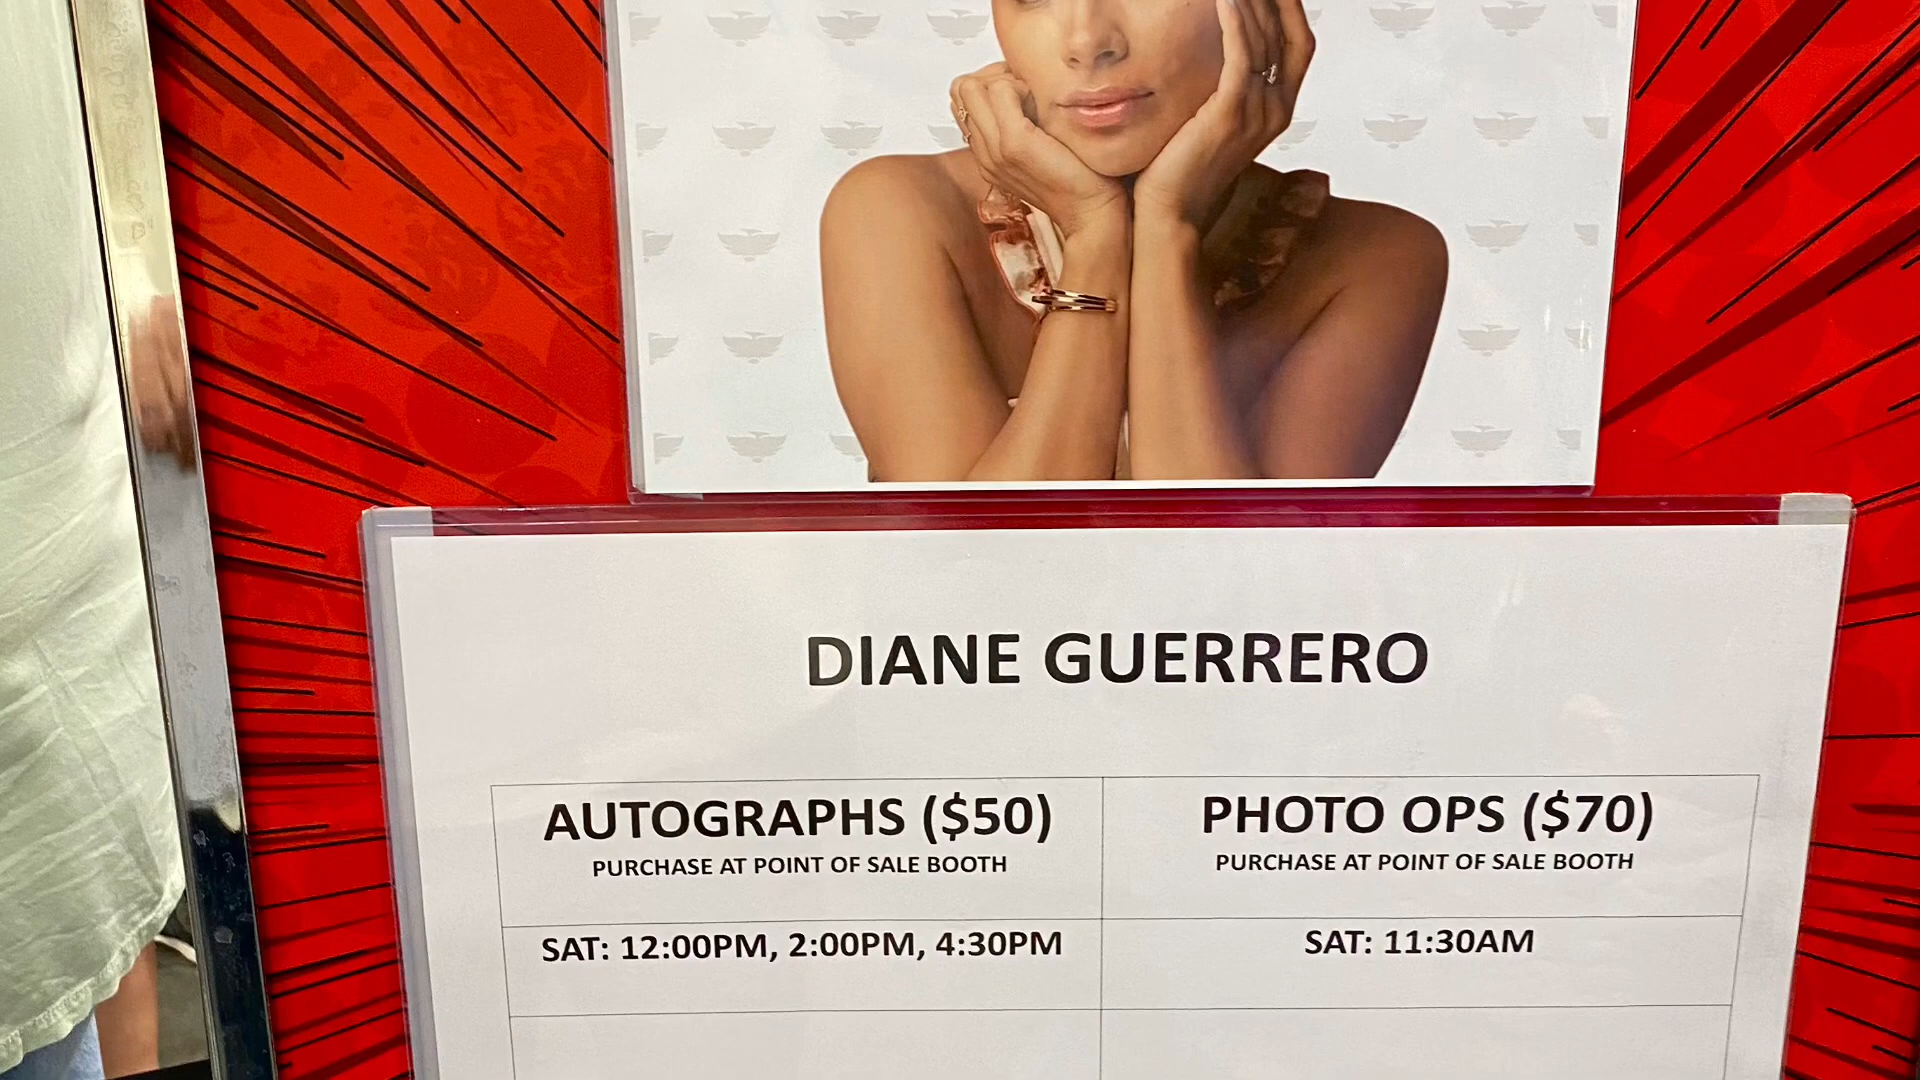 DIANE GUERRERO
AUTOGRAPHS ($50)
PURCHASE AT POINT OF SALE BOOTH
SAT: 12:00PM, 2:00PM, 4:30PM
PHOTO OPS ($70)
PURCHASE AT POINT OF SALE BOOTH
SAT: 11:30AM